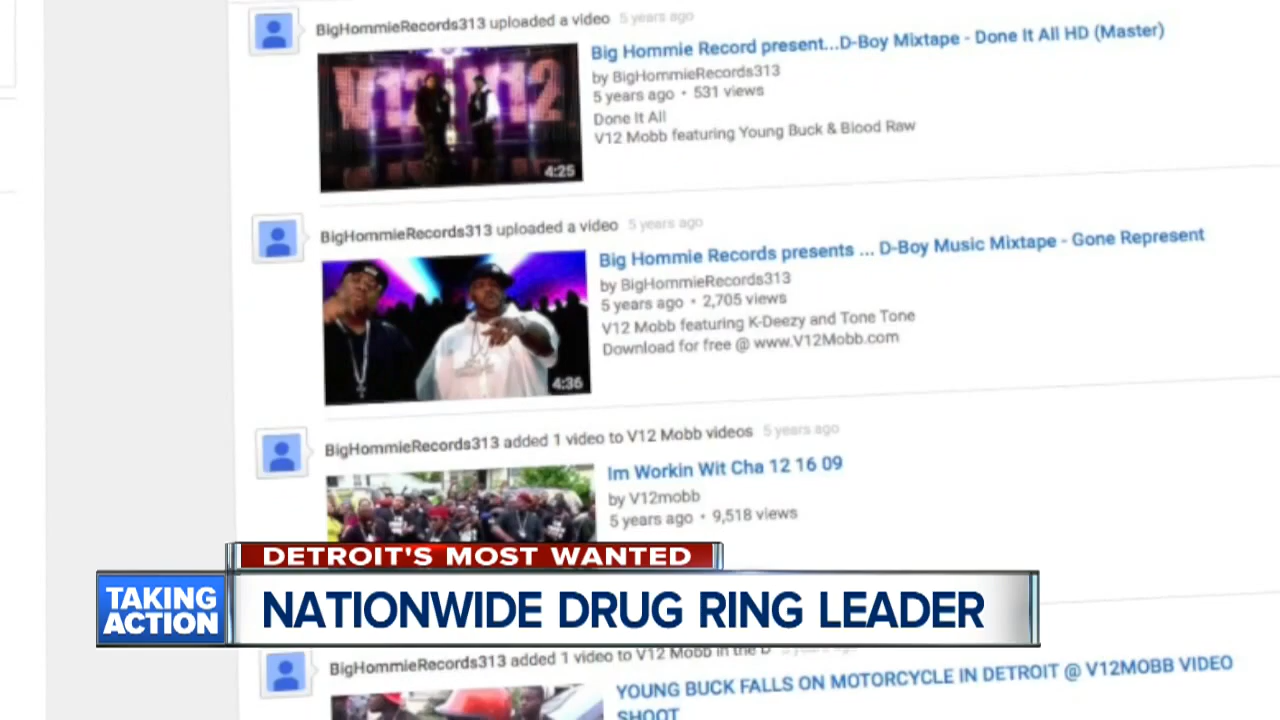 BigHommieRecords313 uploaded a video 5 years ago
Big Hommie Record present...D-Boy Mixtape - Done It All HD (Master)
by BigHommieRecords313
5 years ago • 531 views
Done It All
V12 Mobb featuring Young Buck & Blood Raw
V12
4:25
BigHommieRecords313 uploaded a video 5 years ago
Big Hommie Records presents ... D-Boy Music Mixtape - Gone Represent
by BigHommieRecords313
5 years ago • 2,705 views
V12 Mobb featuring K-Deezy and Tone Tone
Download for free @ www.V12Mobb.com
4:36
BigHommieRecords313 added 1 video to V12 Mobb videos 5 years ago
Im Workin Wit Cha 12 16 09
by V12mobb
5 years ago • 9,518 views
DETROIT'S MOST WANTED
TAKING
ACTION
NATIONWIDE DRUG RING LEADER
BigHommieRecords313 added 1 video to V12 Mobb in the D
YOUNG BUCK FALLS ON MOTORCYCLE IN DETROIT @ V12MOBB VIDEO
SHOOT